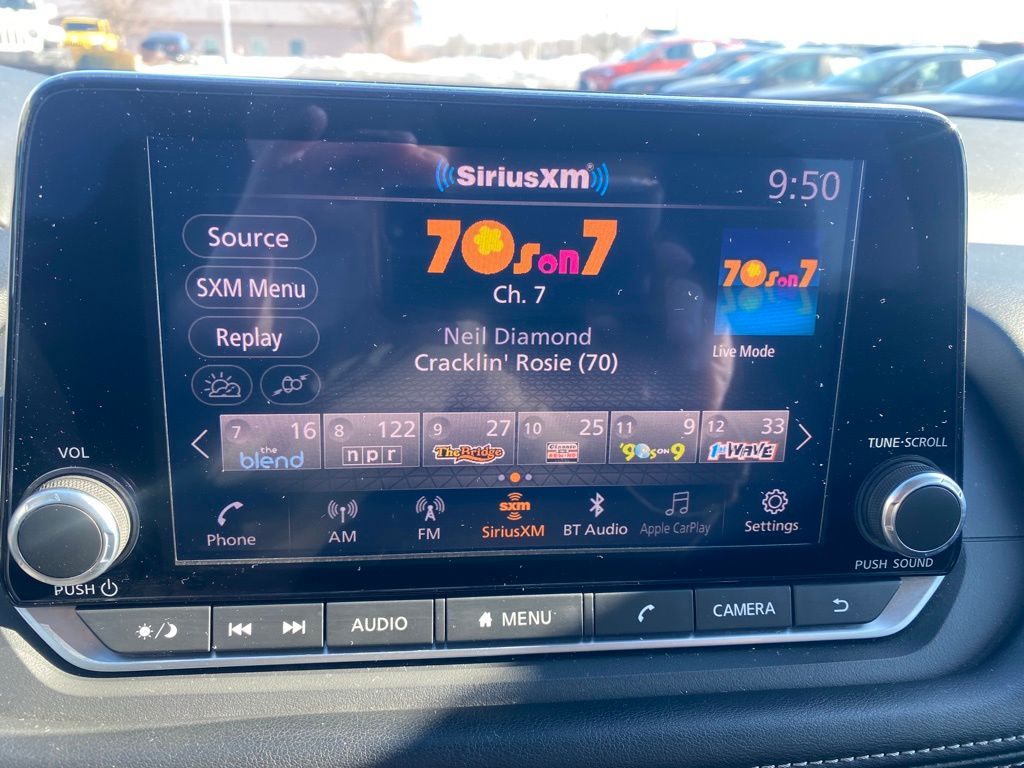 SiriusXM
9:50
Source
SXM Menu
Replay
70s on 7
Ch. 7
Neil Diamond
Cracklin' Rosie (70)
70s on 7
Live Mode
7 16
the blend
8 122
npr
9 27
The Bridge
10 25
Classic
REWIND
11 9
'90s on 9
12 33
1st WAVE
Phone
AM
FM
sxm
SiriusXM
BT Audio
Apple CarPlay
Settings
VOL
PUSH
TUNE·SCROLL
PUSH SOUND
AUDIO
MENU
CAMERA